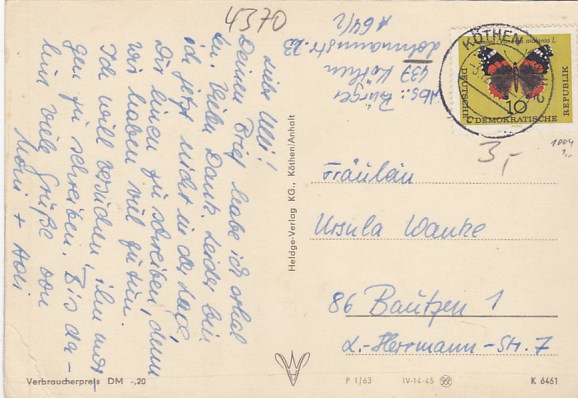 4370
Liebe Ulli!
Deinen Brief habe ich erhal
ten. Vielen Dank. Leider bin
ich jetzt nicht in der Lage,
Dir einen zu schreiben, denn
wir haben viel zu tun.
Ich will versuchen, ihn mor-
gen zu schreiben. Bis da-
hin viele Grüße von
Moni +
Abs.: Bürger
437 Köthen
Lohmannstr. 23
A 64/2
KÖTHEN
DEUTSCHE
DEMOKRATISCHE
REPUBLIK
10
3,-
1004
Fräulein
Ursula Wanke
86 Bautzen 1
L.-Herrmann-Str. 7
Heldge-Verlag KG., Köthen/Anhalt
Verbraucherpreis DM -,20
P 1/63
IV-14-45
K 6461